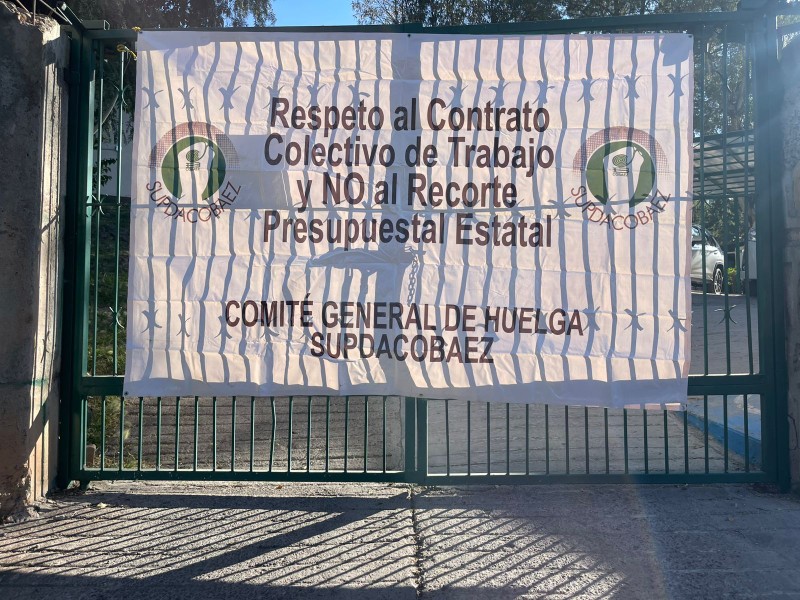 Respeto al Contrato
Colectivo de Trabajo
y NO al Recorte
Presupuestal Estatal
SUPDACOBAEZ
SUPDACOBAEZ
COMITÉ GENERAL DE HUELGA
SUPDACOBAEZ